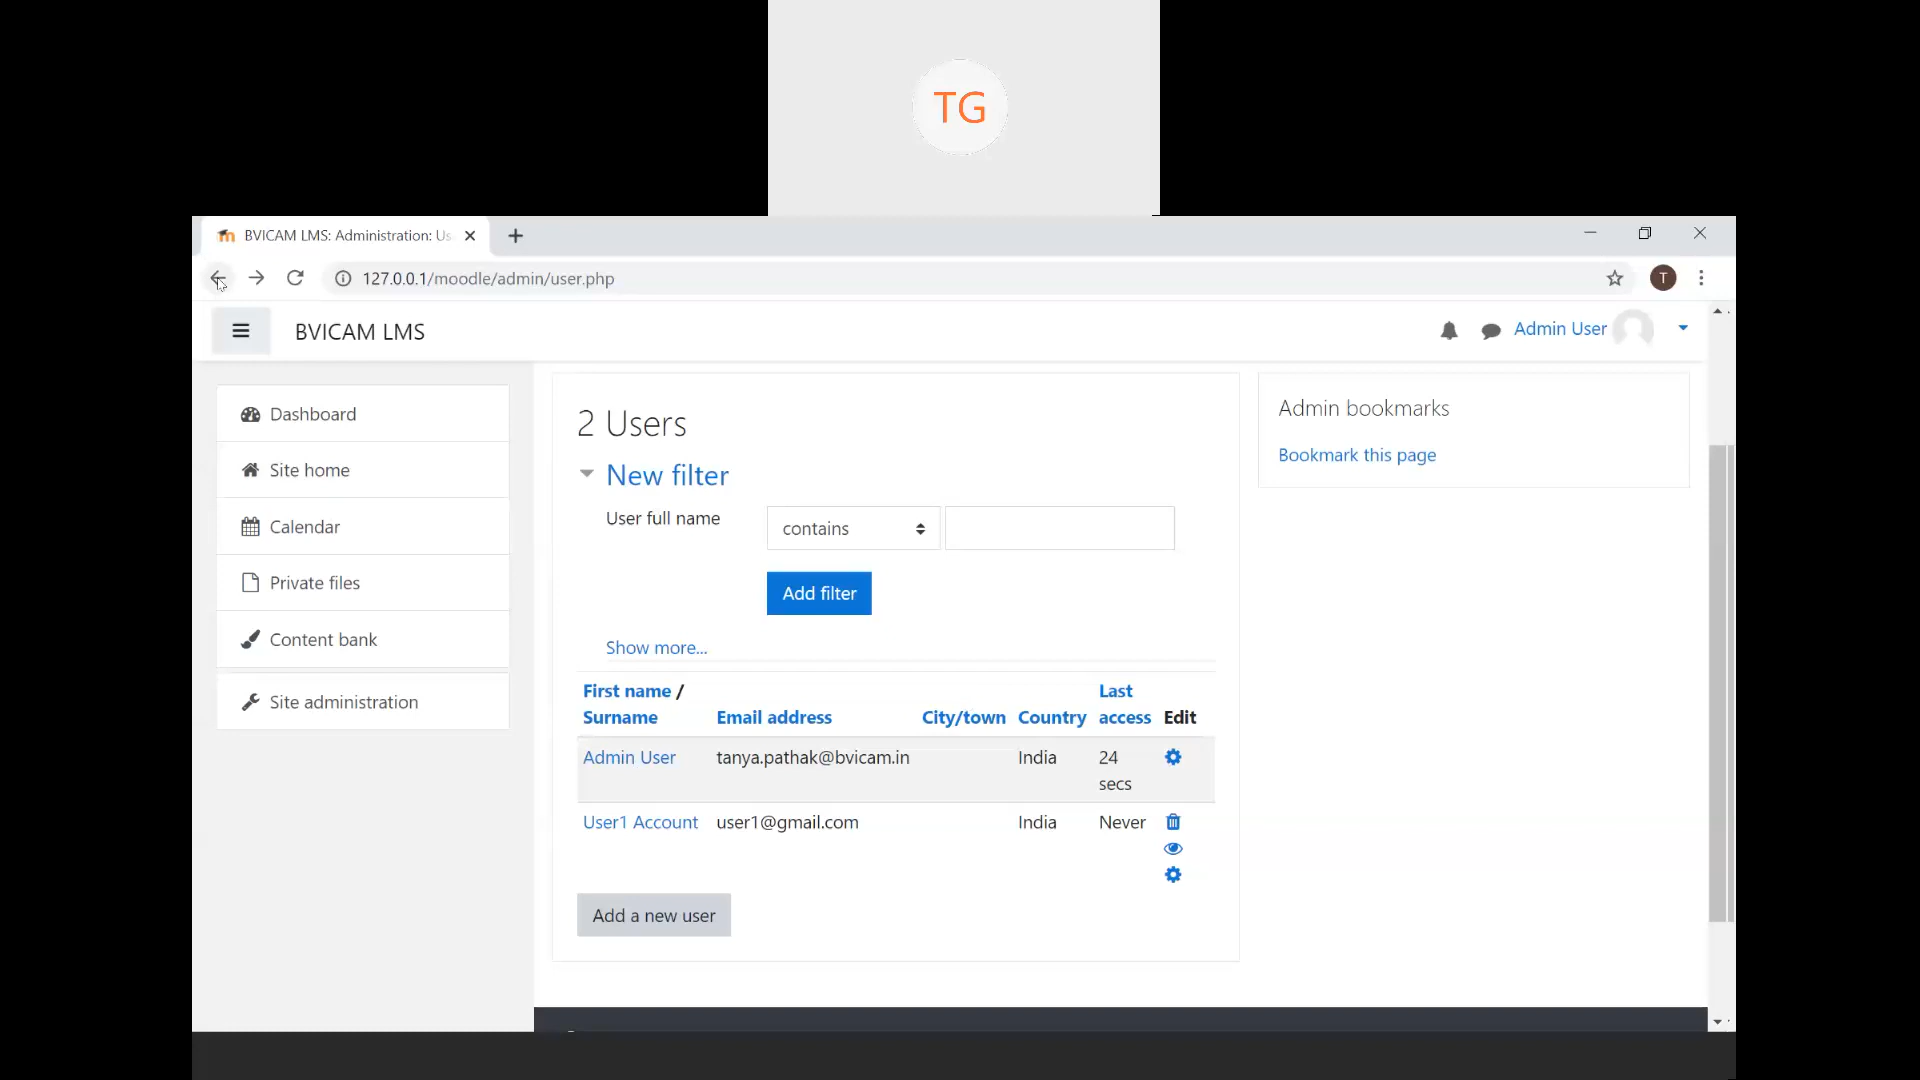 TG
BVICAM LMS: Administration: Us
127.0.0.1/moodle/admin/user.php
T
BVICAM LMS
Admin User
Dashboard
Site home
Calendar
Private files
Content bank
Site administration
2 Users
New filter
User full name
contains
Add filter
Show more...
First name / Surname Email address City/town Country Last access Edit
Admin User tanya.pathak@bvicam.in India 24 secs
User1 Account user1@gmail.com India Never
Add a new user
Admin bookmarks
Bookmark this page